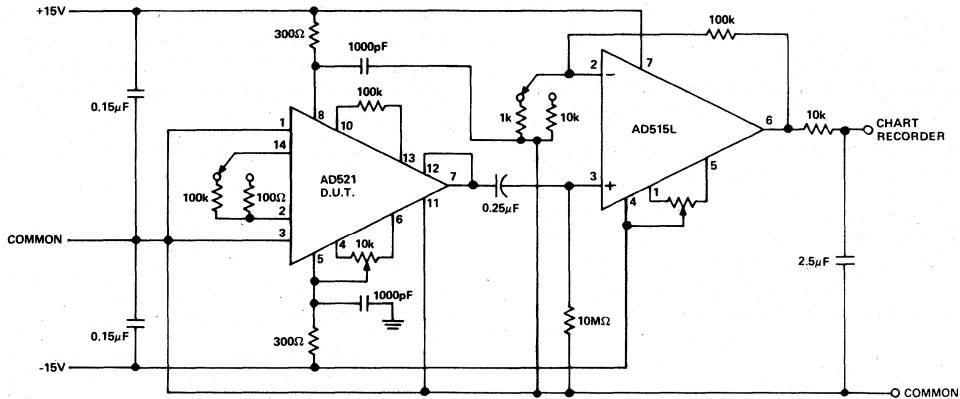 +15V
300Ω
1000pF
100k
0.15μF
8
10
100k
1
14
13
12
AD521
D.U.T.
7
11
100k
100Ω
2
3
COMMON
6
4
10k
5
1000pF
300Ω
0.15μF
-15V
0.25μF
1k
10k
2
−
7
AD515L
6
10k
CHART
RECORDER
3
+
5
1
4
10MΩ
2.5μF
COMMON